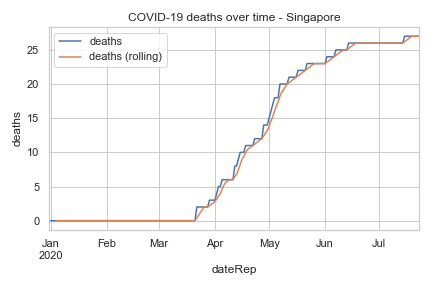 COVID-19 deaths over time - Singapore
deaths
deaths (rolling)
deaths
25
20
15
10
5
0
Jan Feb Mar Apr May Jun Jul
2020
dateRep